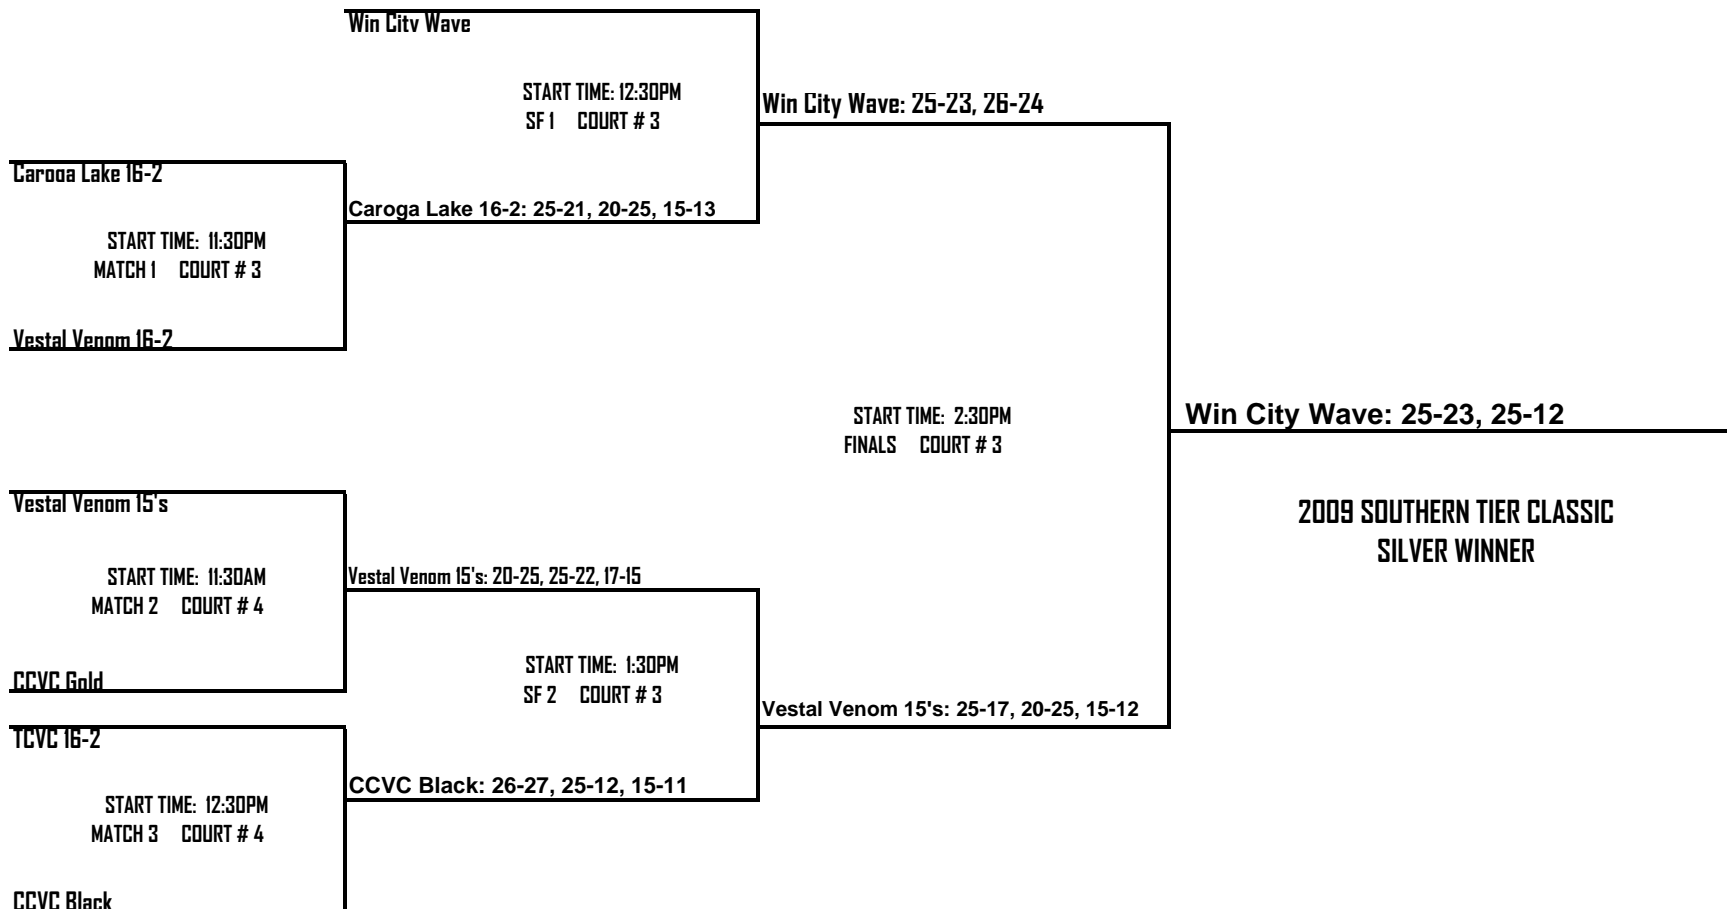 Win City Wave
START TIME: 12:30PM
SF 1 COURT # 3
Win City Wave: 25-23, 26-24
Caroga Lake 16-2
Caroga Lake 16-2: 25-21, 20-25, 15-13
START TIME: 11:30PM
MATCH 1 COURT # 3
Vestal Venom 16-2
START TIME: 2:30PM
FINALS COURT # 3
Win City Wave: 25-23, 25-12
2009 SOUTHERN TIER CLASSIC
SILVER WINNER
Vestal Venom 15's
START TIME: 11:30AM
MATCH 2 COURT # 4
Vestal Venom 15's: 20-25, 25-22, 17-15
CCVC Gold
START TIME: 1:30PM
SF 2 COURT # 3
Vestal Venom 15's: 25-17, 20-25, 15-12
TCVC 16-2
CCVC Black: 26-27, 25-12, 15-11
START TIME: 12:30PM
MATCH 3 COURT # 4
CCVC Black